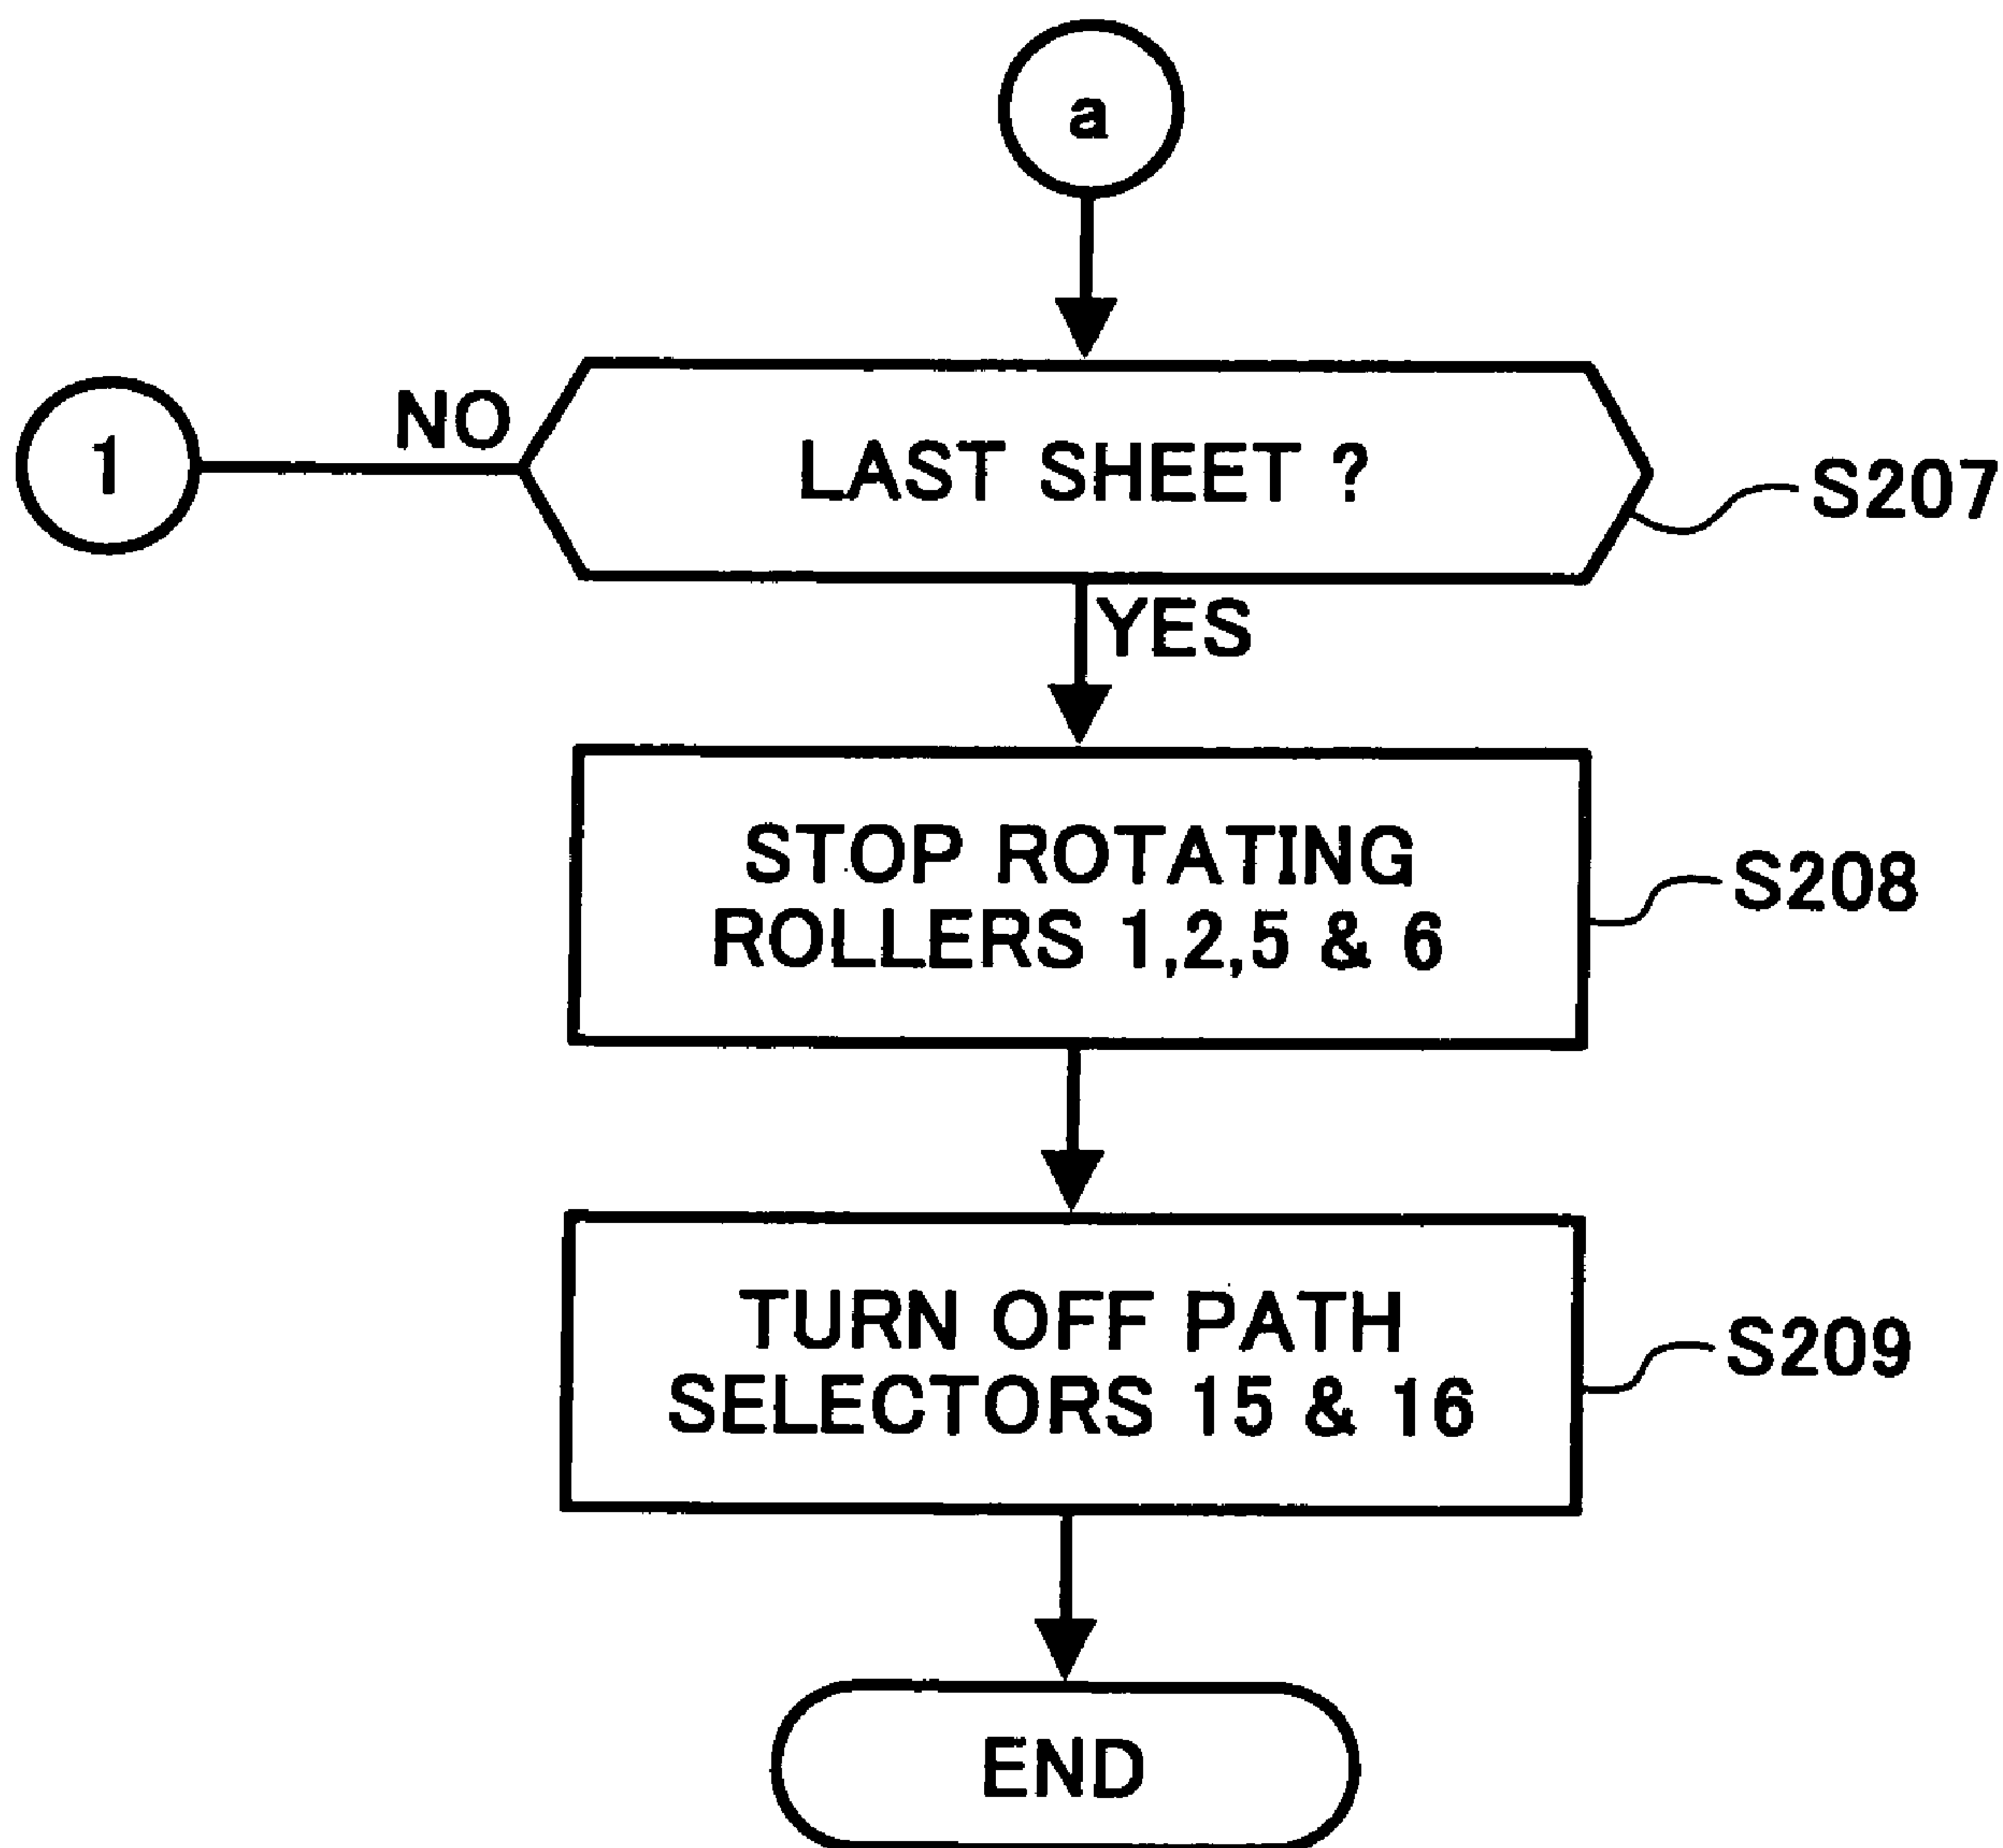 a
1
NO
LAST SHEET ?
S207
YES
STOP ROTATING
ROLLERS 1,2,5 & 6
S208
TURN OFF PATH
SELECTORS 15 & 16
S209
END